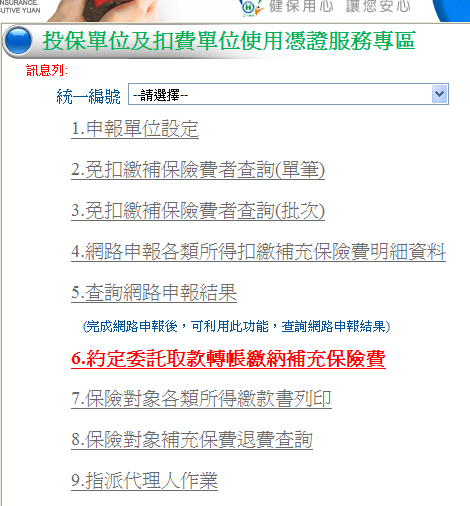 NSURANCE.
CUTIVE YUAN
健保用心 讓您安心
投保單位及扣費單位使用憑證服務專區
訊息列:
統一編號 --請選擇--
1.申報單位設定
2.免扣繳補保險費者查詢(單筆)
3.免扣繳補保險費者查詢(批次)
4.網路申報各類所得扣繳補充保險費明細資料
5.查詢網路申報結果
(完成網路申報後，可利用此功能，查詢網路申報結果)
6.約定委託取款轉帳繳納補充保險費
7.保險對象各類所得繳款書列印
8.保險對象補充保費退費查詢
9.指派代理人作業